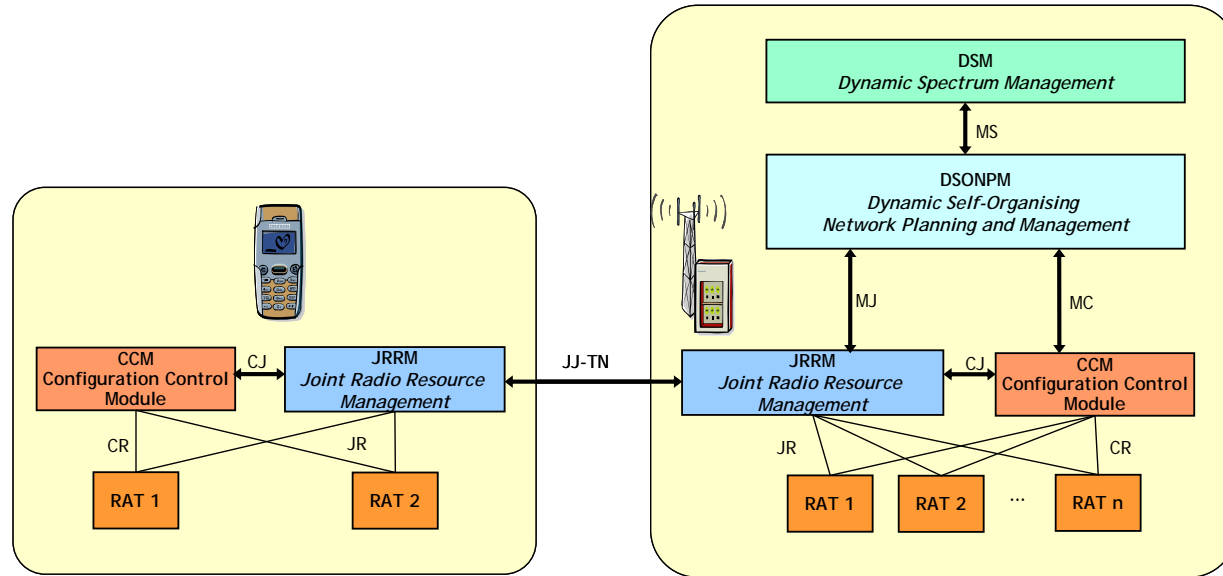 DSM
Dynamic Spectrum Management
MS
DSONPM
Dynamic Self-Organising
Network Planning and Management
MJ
MC
CCM
Configuration Control
Module
CJ
JRRM
Joint Radio Resource
Management
JJ-TN
JRRM
Joint Radio Resource
Management
CJ
CCM
Configuration Control
Module
CR
JR
JR
CR
RAT 1
RAT 2
RAT 1
RAT 2
...
RAT n